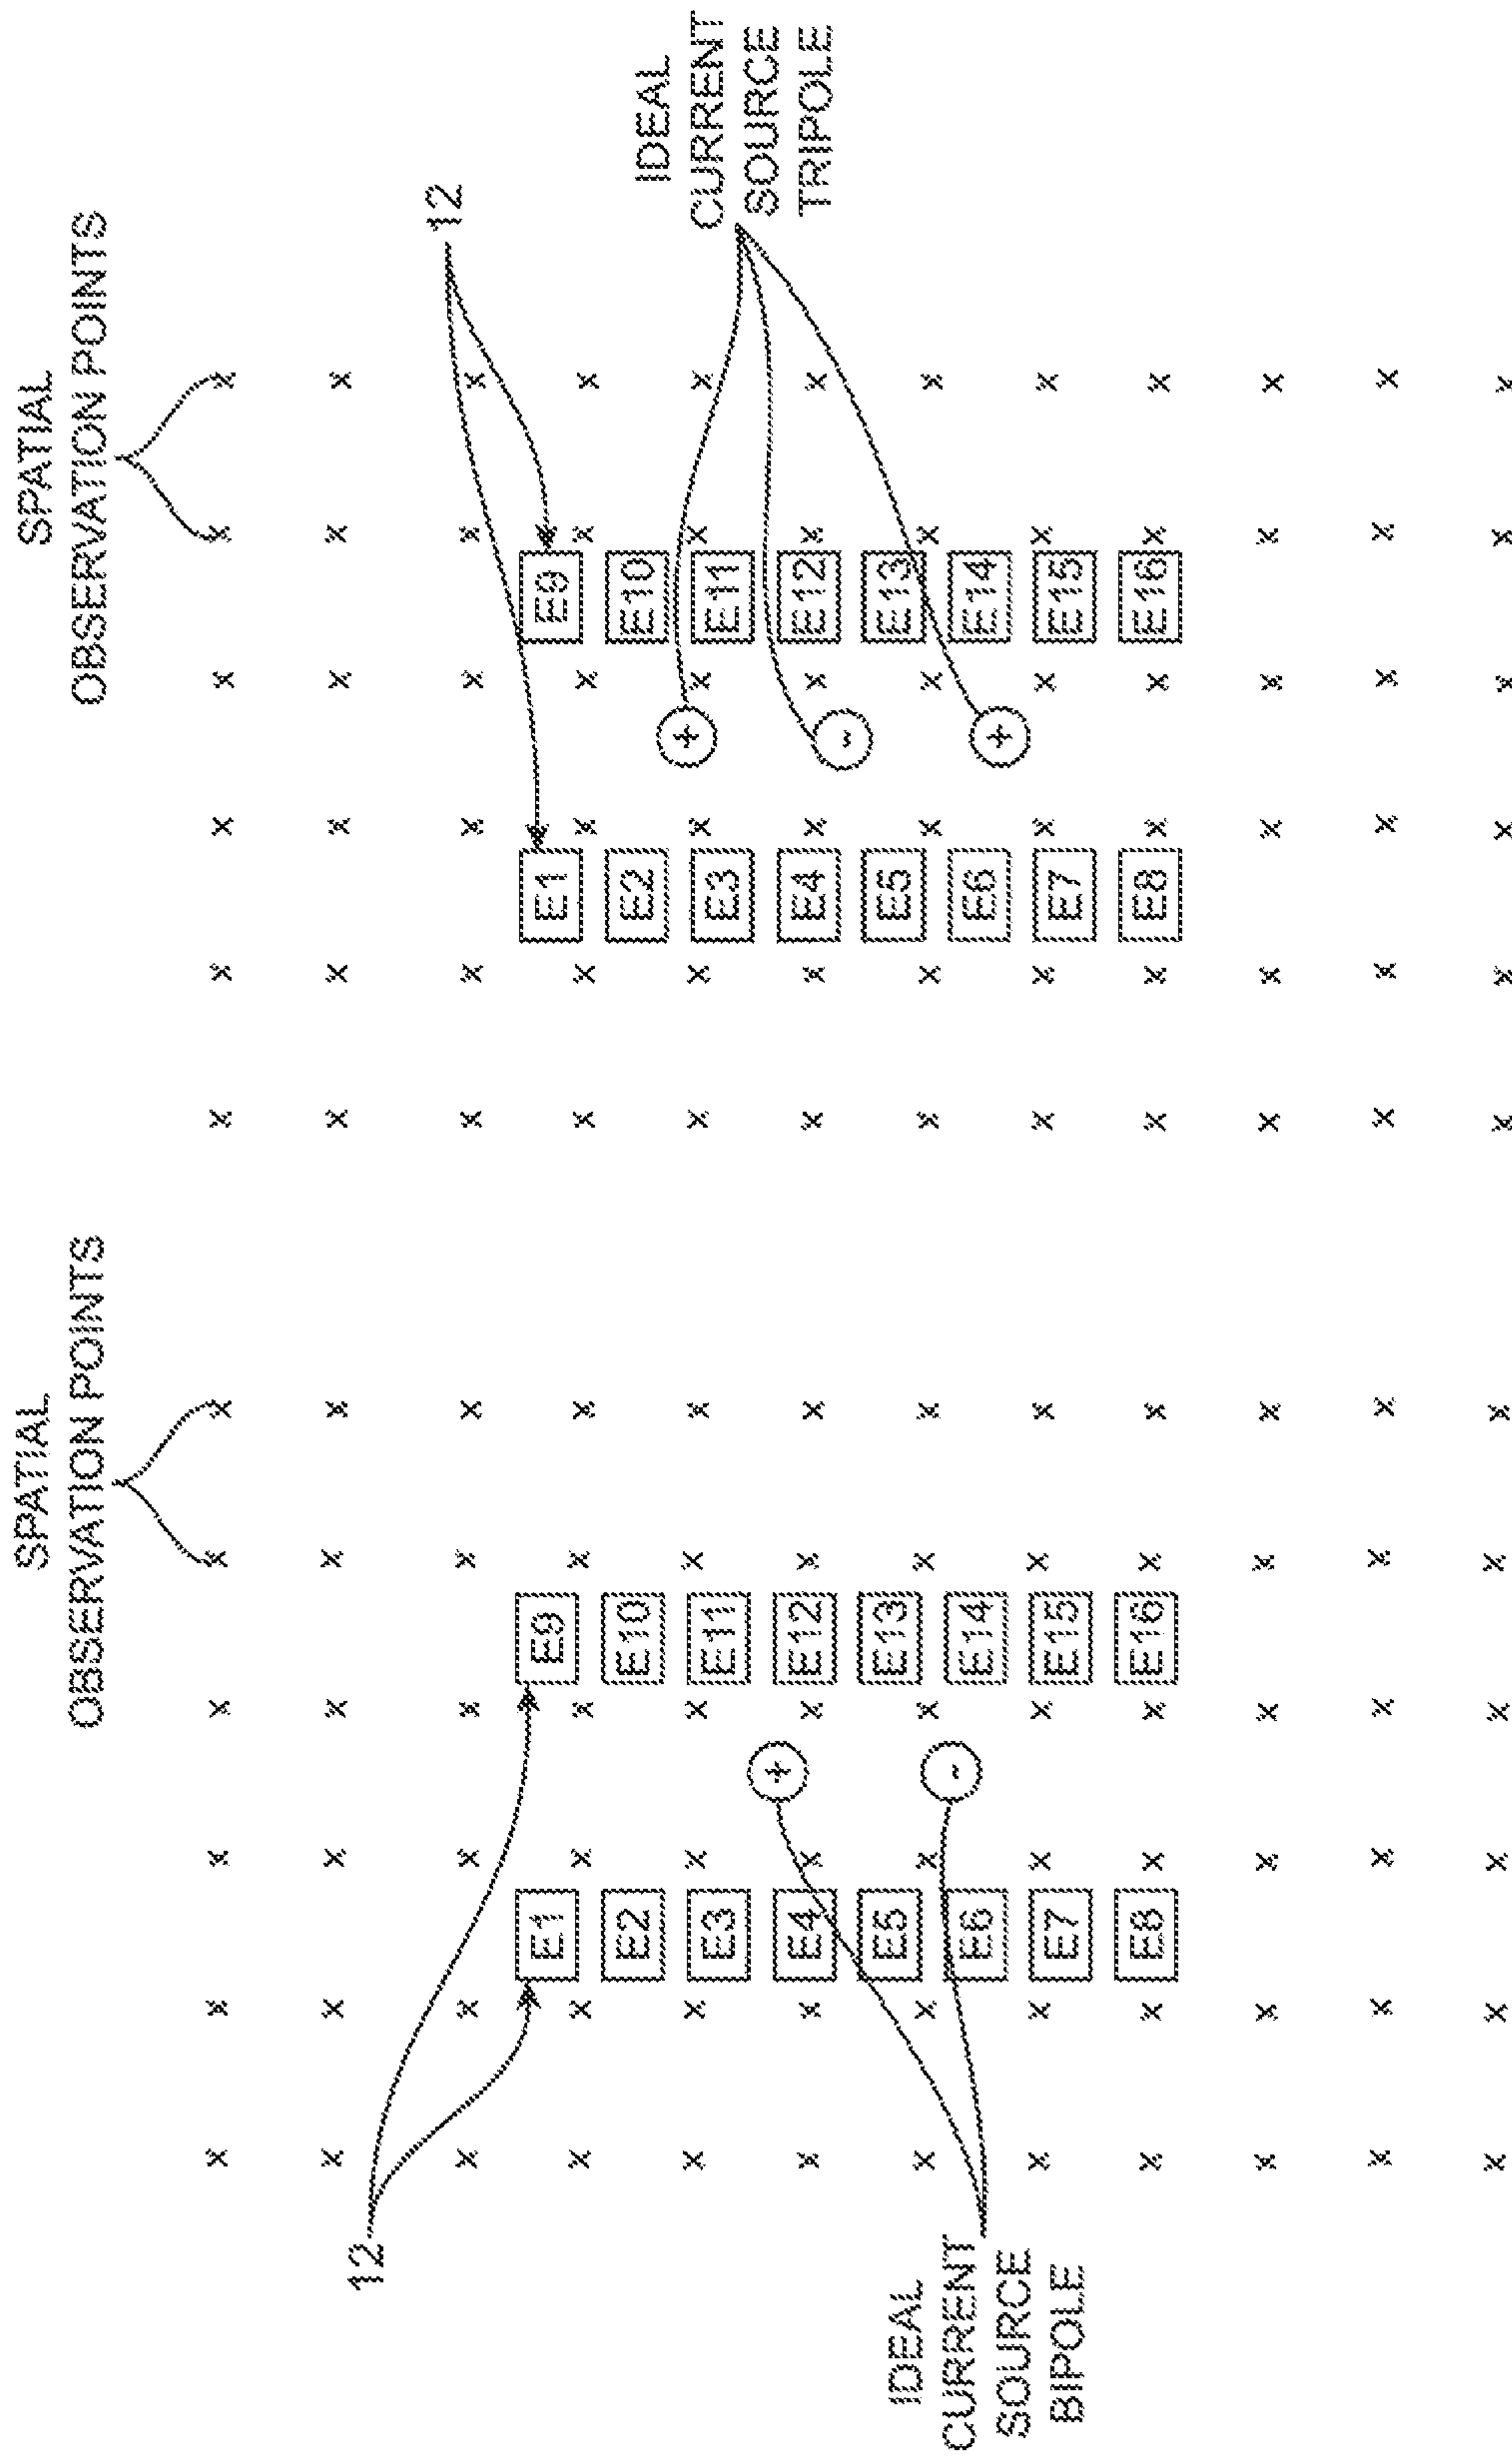 SPATIAL
OBSERVATION POINTS
12
E1 E9
E2 E10
E3 E11
E4 + E12
E5 E13
E6 - E14
E7 E15
E8 E16
IDEAL
CURRENT
SOURCE
BIPOLE
SPATIAL
OBSERVATION POINTS
12
E1 E9
E2 E10
E3 + E11
E4 - E12
E5 E13
E6 + E14
E7 E15
E8 E16
IDEAL
CURRENT
SOURCE
TRIPOLE